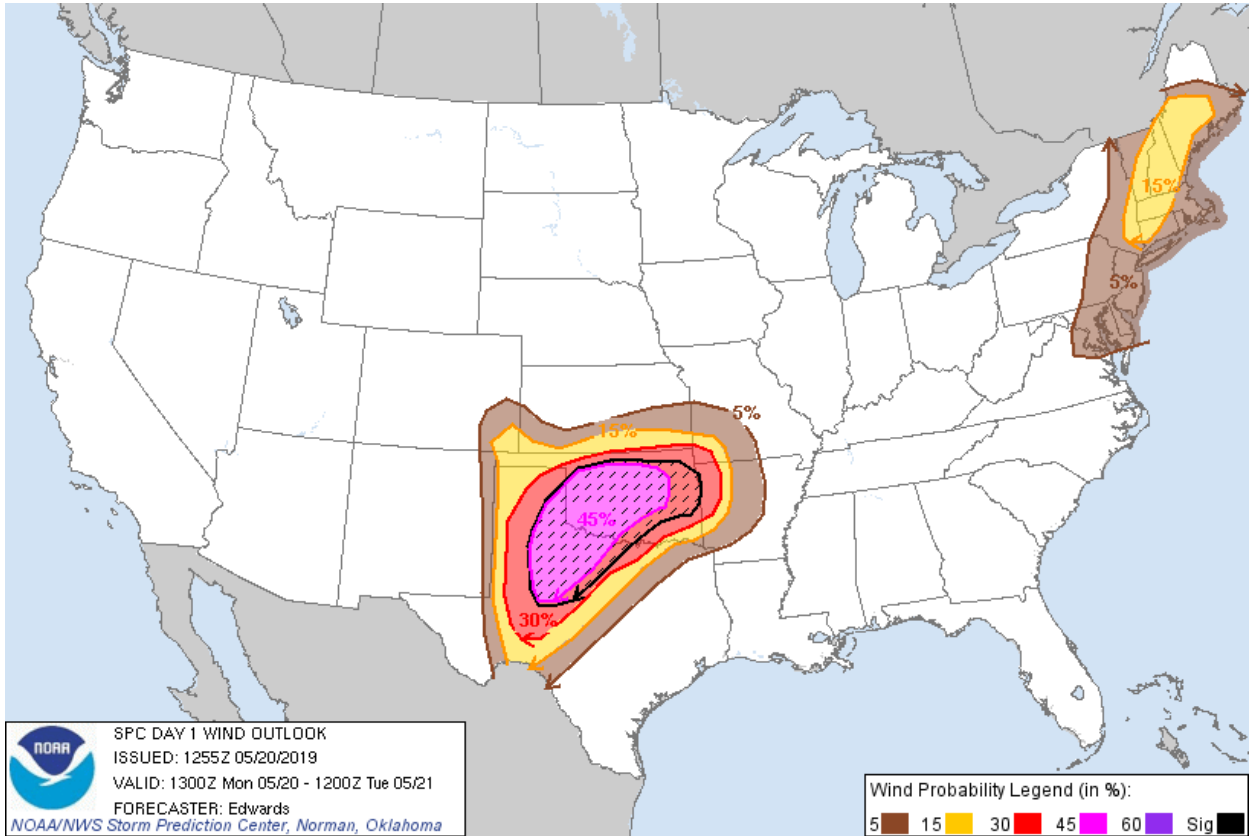 15%
5%
5%
15%
45%
30%
NOAA
SPC DAY 1 WIND OUTLOOK
ISSUED: 1255Z 05/20/2019
VALID: 1300Z Mon 05/20 - 1200Z Tue 05/21
FORECASTER: Edwards
NOAA/NWS Storm Prediction Center, Norman, Oklahoma
Wind Probability Legend (in %):
5 15 30 45 60 Sig